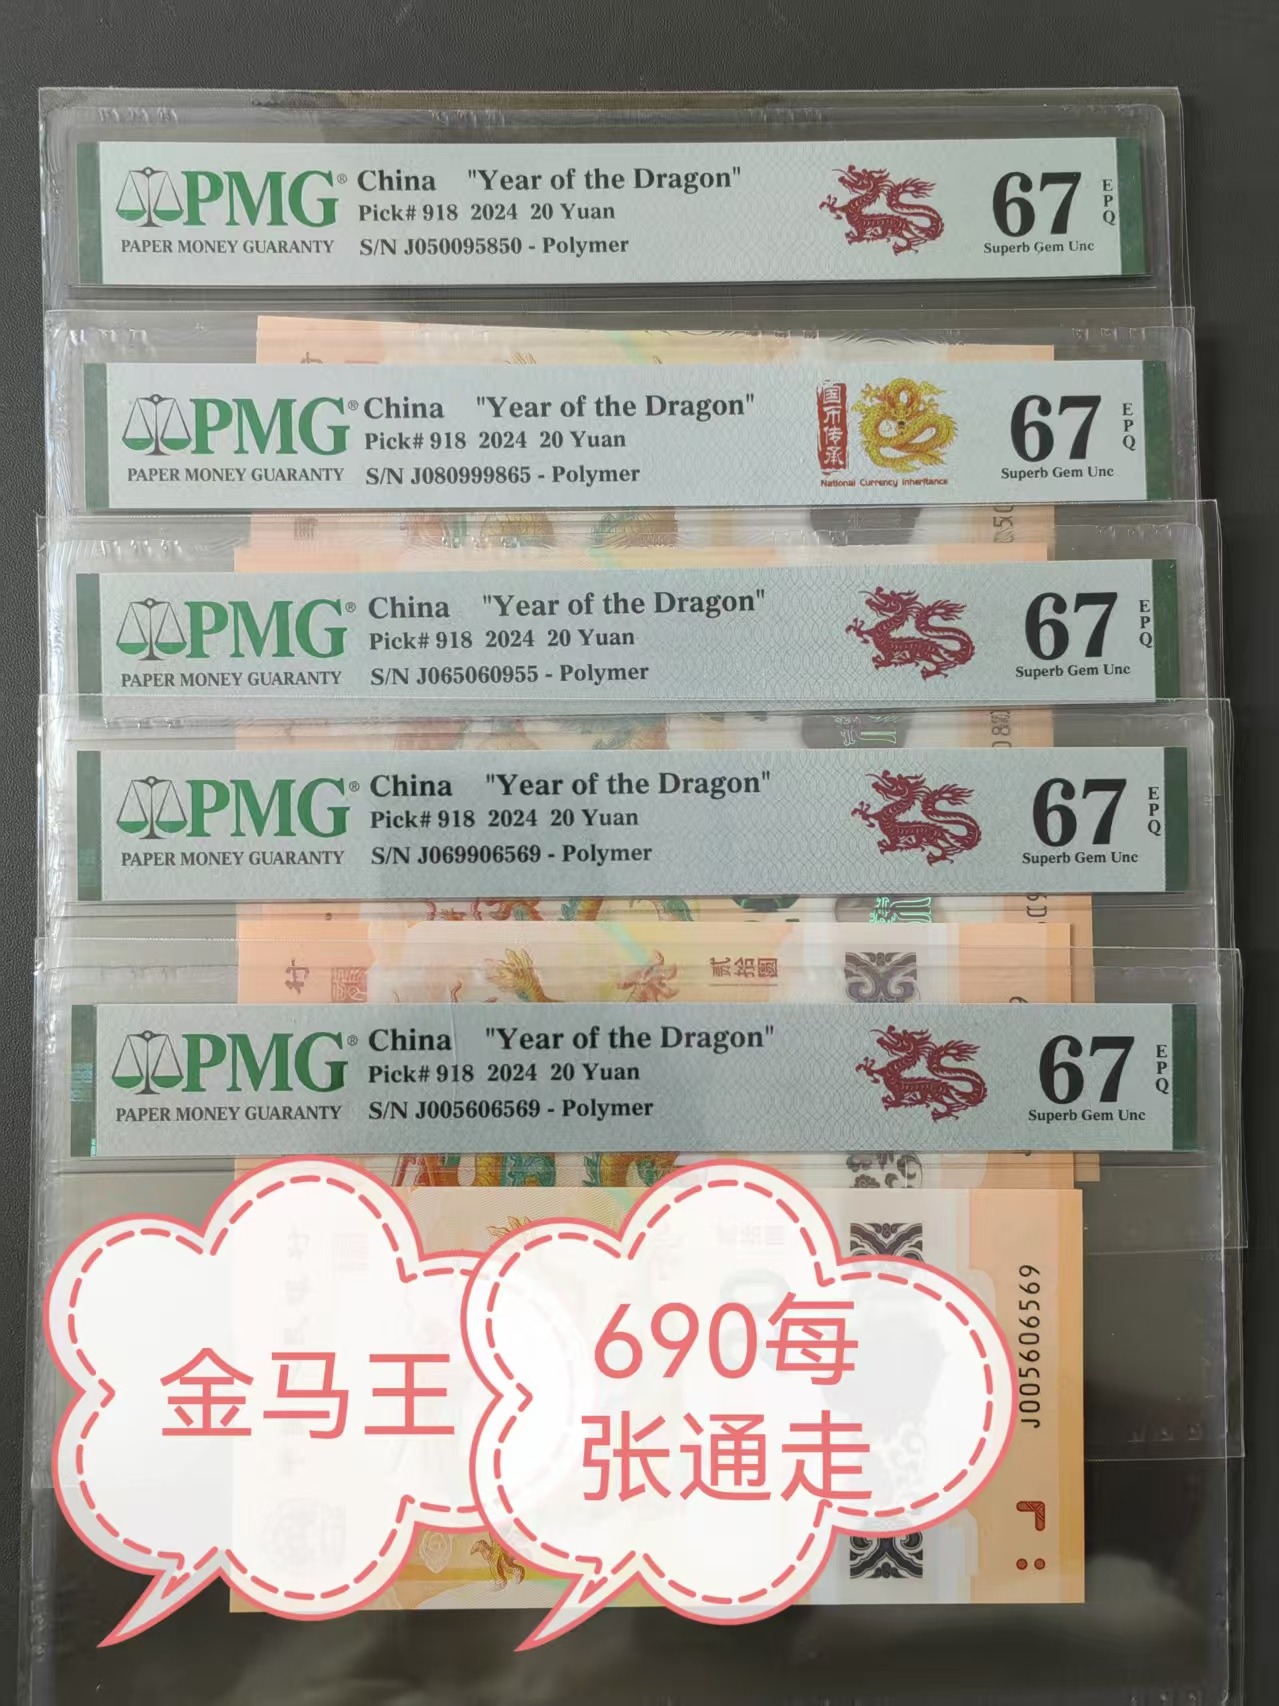 PMG® China "Year of the Dragon"
Pick# 918 2024 20 Yuan
PAPER MONEY GUARANTY S/N J050095850 - Polymer
67 EPQ
Superb Gem Unc
PMG® China "Year of the Dragon"
Pick# 918 2024 20 Yuan
PAPER MONEY GUARANTY S/N J080999865 - Polymer
国币传承
National Currency Inheritance
67 EPQ
Superb Gem Unc
PMG® China "Year of the Dragon"
Pick# 918 2024 20 Yuan
PAPER MONEY GUARANTY S/N J065060955 - Polymer
67 EPQ
Superb Gem Unc
PMG® China "Year of the Dragon"
Pick# 918 2024 20 Yuan
PAPER MONEY GUARANTY S/N J069906569 - Polymer
67 EPQ
Superb Gem Unc
行
贰拾圆
PMG® China "Year of the Dragon"
Pick# 918 2024 20 Yuan
PAPER MONEY GUARANTY S/N J005606569 - Polymer
67 EPQ
Superb Gem Unc
金马王
690每
张通走
J005606569